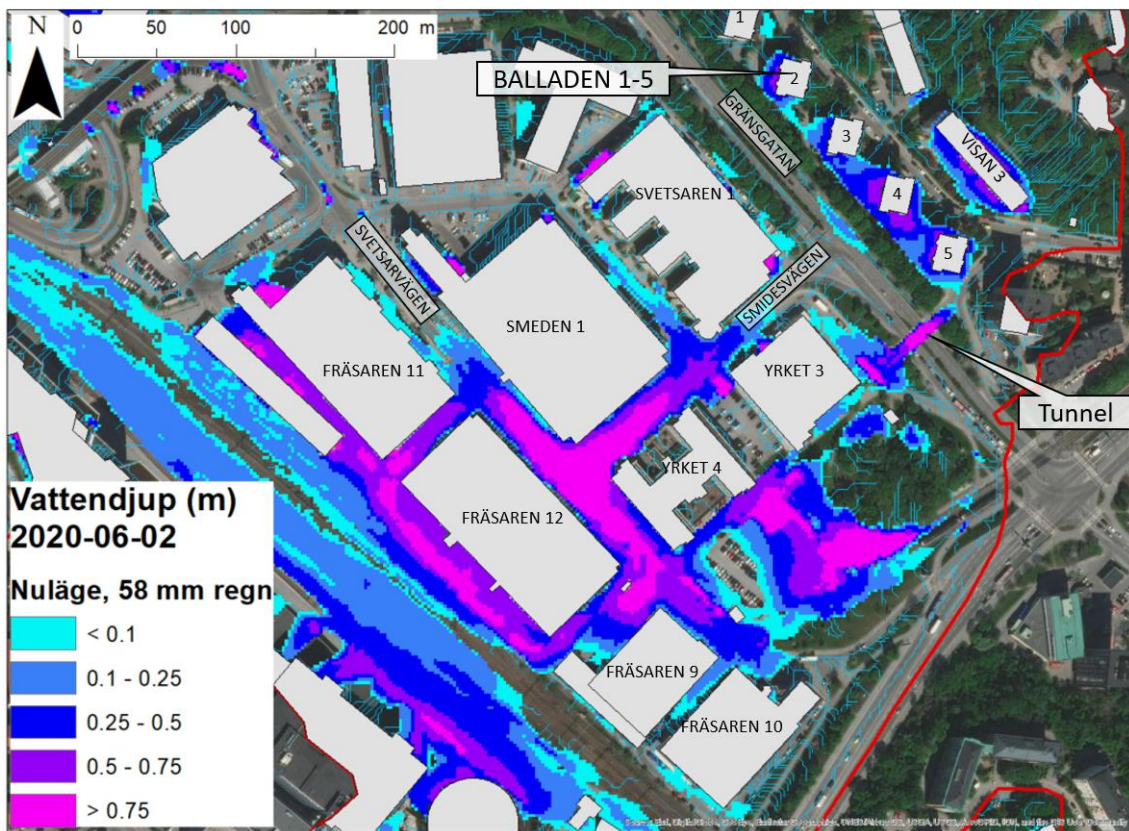 N
0 50 100 200 m
1
BALLADEN 1-5
2
GRÄNSGATAN
3
VISAN 3
4
SVETSAREN 1
5
SVETSARVÄGEN
SMIDESVÄGEN
SMEDEN 1
FRÄSAREN 11
YRKET 3
Tunnel
YRKET 4
FRÄSAREN 12
Vattendjup (m)
2020-06-02
Nuläge, 58 mm regn
< 0.1
0.1 - 0.25
0.25 - 0.5
0.5 - 0.75
> 0.75
FRÄSAREN 9
FRÄSAREN 10